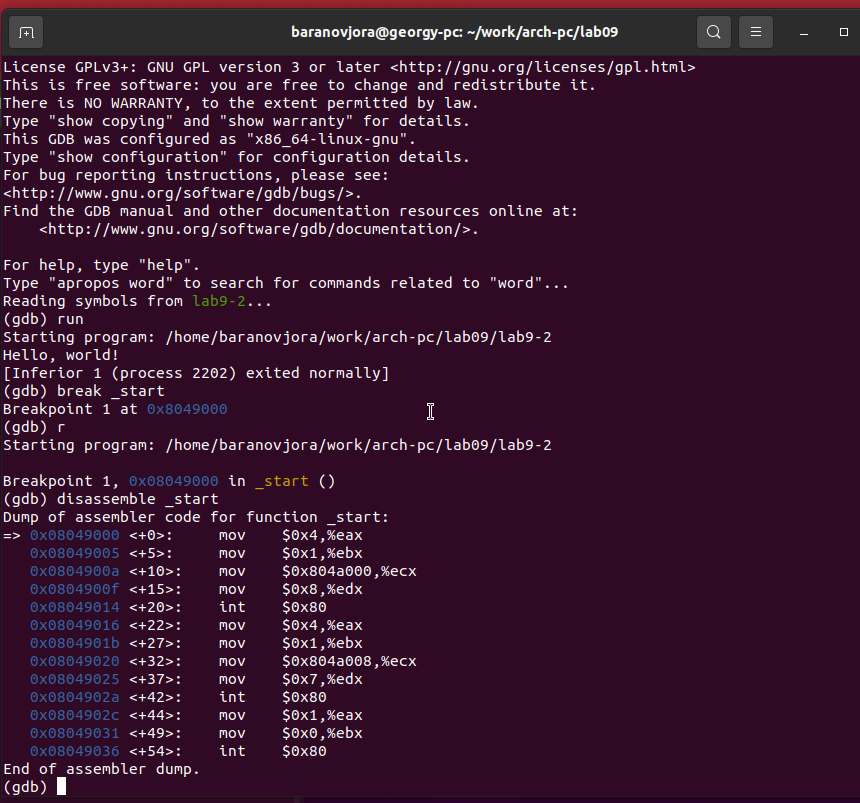 baranovjora@georgy-pc: ~/work/arch-pc/lab09
License GPLv3+: GNU GPL version 3 or later <http://gnu.org/licenses/gpl.html>
This is free software: you are free to change and redistribute it.
There is NO WARRANTY, to the extent permitted by law.
Type "show copying" and "show warranty" for details.
This GDB was configured as "x86_64-linux-gnu".
Type "show configuration" for configuration details.
For bug reporting instructions, please see:
<http://www.gnu.org/software/gdb/bugs/>.
Find the GDB manual and other documentation resources online at:
    <http://www.gnu.org/software/gdb/documentation/>.

For help, type "help".
Type "apropos word" to search for commands related to "word"...
Reading symbols from lab9-2...
(gdb) run
Starting program: /home/baranovjora/work/arch-pc/lab09/lab9-2
Hello, world!
[Inferior 1 (process 2202) exited normally]
(gdb) break _start
Breakpoint 1 at 0x8049000
(gdb) r
Starting program: /home/baranovjora/work/arch-pc/lab09/lab9-2

Breakpoint 1, 0x08049000 in _start ()
(gdb) disassemble _start
Dump of assembler code for function _start:
=> 0x08049000 <+0>:     mov    $0x4,%eax
   0x08049005 <+5>:     mov    $0x1,%ebx
   0x0804900a <+10>:    mov    $0x804a000,%ecx
   0x0804900f <+15>:    mov    $0x8,%edx
   0x08049014 <+20>:    int    $0x80
   0x08049016 <+22>:    mov    $0x4,%eax
   0x0804901b <+27>:    mov    $0x1,%ebx
   0x08049020 <+32>:    mov    $0x804a008,%ecx
   0x08049025 <+37>:    mov    $0x7,%edx
   0x0804902a <+42>:    int    $0x80
   0x0804902c <+44>:    mov    $0x1,%eax
   0x08049031 <+49>:    mov    $0x0,%ebx
   0x08049036 <+54>:    int    $0x80
End of assembler dump.
(gdb)